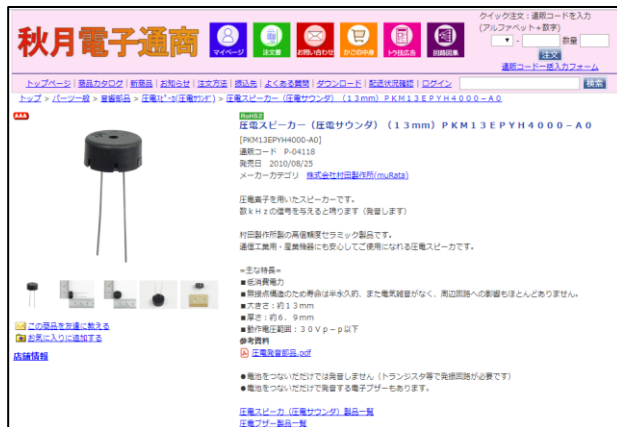 秋月電子通商
マイページ
注文書
お問い合わせ
かごの中身
トラ技広告
回路図集
クイック注文:通販コードを入力
(アルファベット+数字)
- 数量
注文
通販コード一括入力フォーム
トップページ | 商品カタログ | 新商品 | お知らせ | 注文方法 | 振込先 | よくある質問 | ダウンロード | 配送状況確認 | ログイン 検索
トップ > パーツ一般 > 音響部品 > 圧電スピーカ(圧電サウンダ) > 圧電スピーカー(圧電サウンダ)(13mm)PKM13EPYH4000-A0
AAA
RoHS2
圧電スピーカー(圧電サウンダ)(13mm)PKM13EPYH4000-A0
[PKM13EPYH4000-A0]
通販コード P-04118
発売日 2010/08/25
メーカーカテゴリ 株式会社村田製作所(muRata)
圧電素子を用いたスピーカーです。
数kHzの信号を与えると鳴ります(発音します)
村田製作所製の高信頼度セラミック製品です。
通信工業用・産業機器にも安心してご使用になれる圧電スピーカです。
=主な特長=
■低消費電力
■無接点構造のため寿命は半永久的、また電気雑音がなく、周辺回路への影響もほとんどありません。
■大きさ:約13mm
■厚さ:約6.9mm
■動作電圧範囲:30Vp-p以下
参考資料
圧電発音部品.pdf
●電池をつないだだけでは発音しません(トランジスタ等で発振回路が必要です)
●電池をつないだけで発音する電子ブザーもあります。
圧電スピーカ(圧電サウンダ)製品一覧
圧電ブザー製品一覧
この商品を友達に教える
お気に入りに追加する
店舗情報